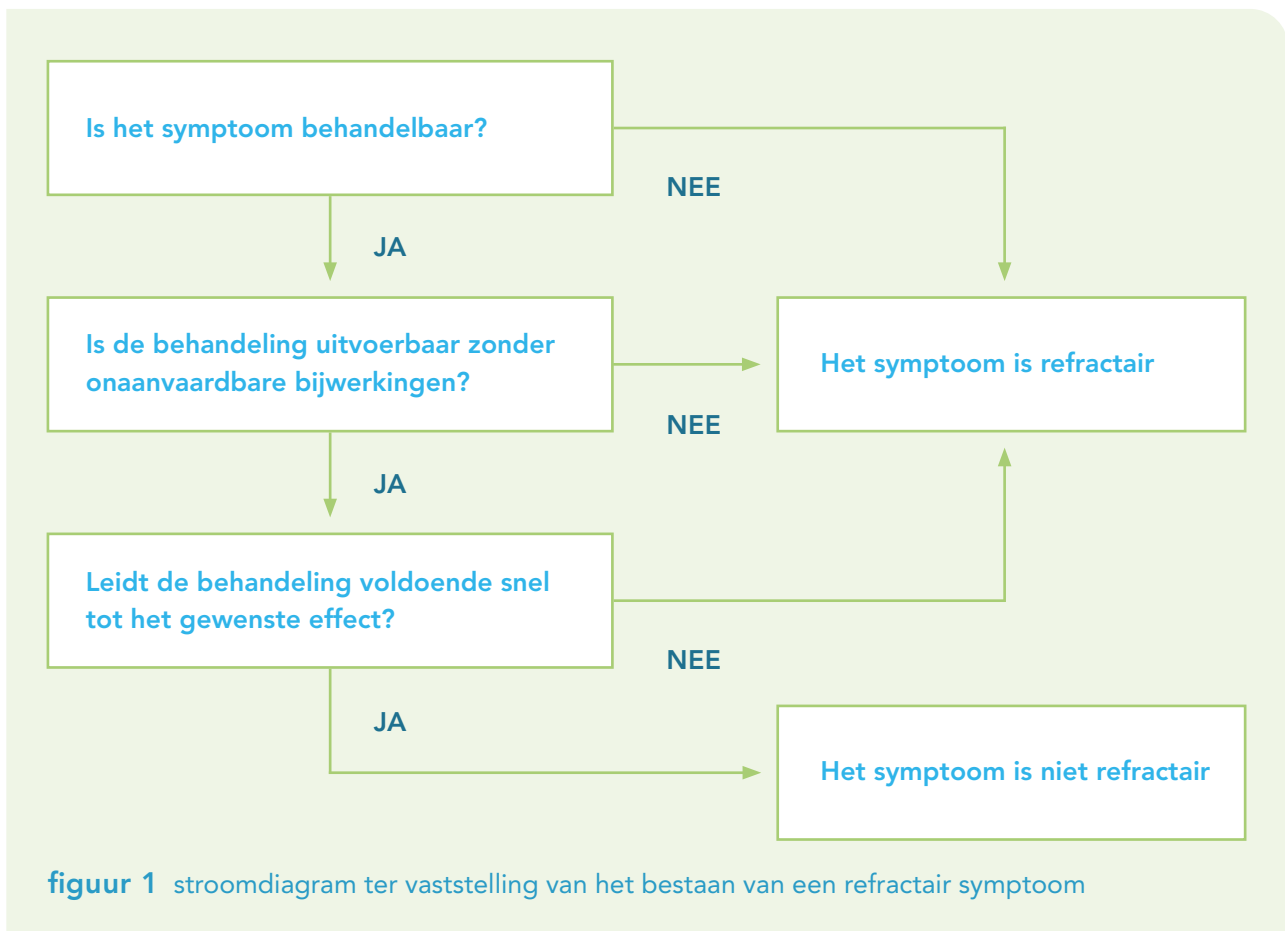 Is het symptoom behandelbaar?
NEE
JA
Is de behandeling uitvoerbaar zonder
onaanvaardbare bijwerkingen?
Het symptoom is refractair
NEE
JA
Leidt de behandeling voldoende snel
tot het gewenste effect?
NEE
JA
Het symptoom is niet refractair
figuur 1 stroomdiagram ter vaststelling van het bestaan van een refractair symptoom